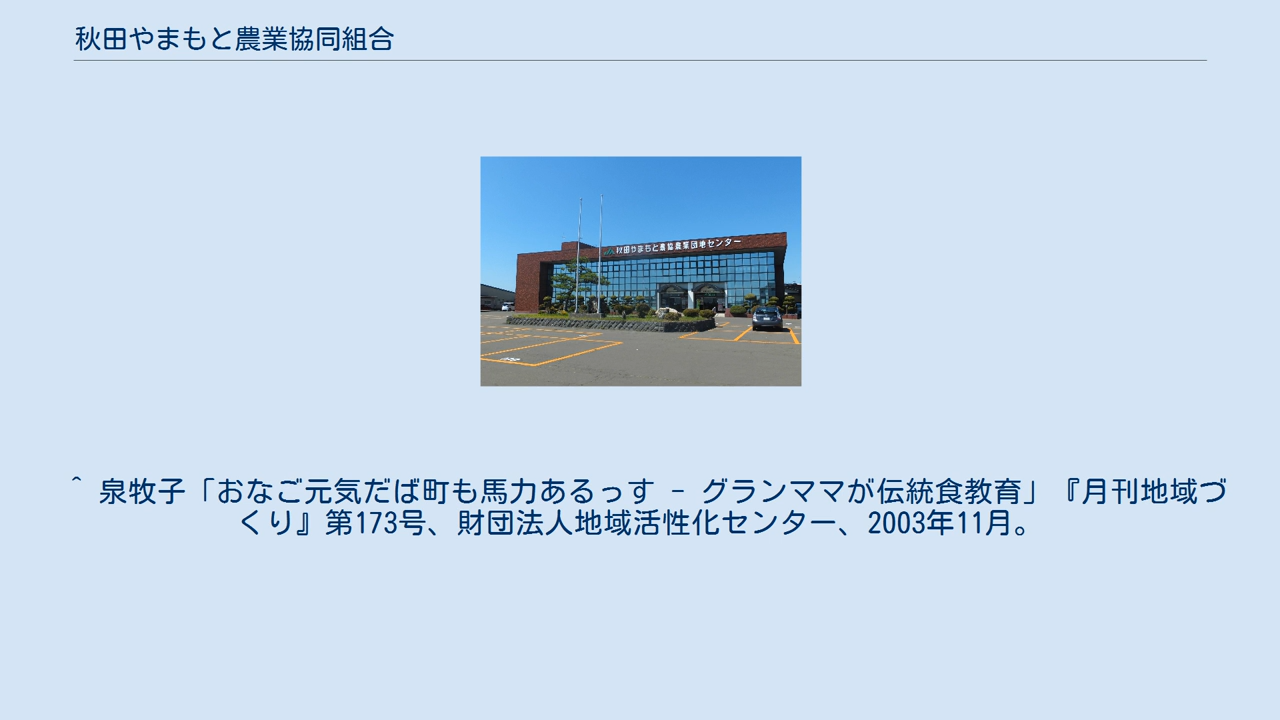 秋田やまもと農業協同組合
秋田やまもと農協農業団地センター
^ 泉牧子「おなご元気だば町も馬力あるっす － グランママが伝統食教育」『月刊地域づ
くり』第173号、財団法人地域活性化センター、2003年11月。